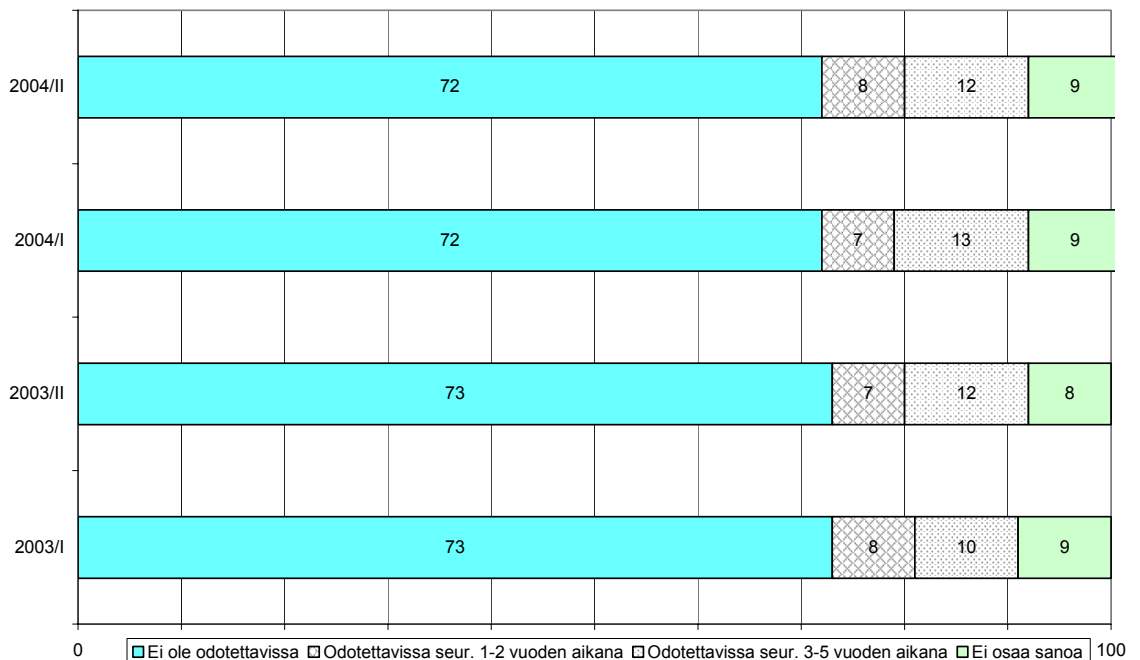 2004/II 72 8 12 9
2004/I 72 7 13 9
2003/II 73 7 12 8
2003/I 73 8 10 9
0 Ei ole odotettavissa Odotettavissa seur. 1-2 vuoden aikana Odotettavissa seur. 3-5 vuoden aikana Ei osaa sanoa 100